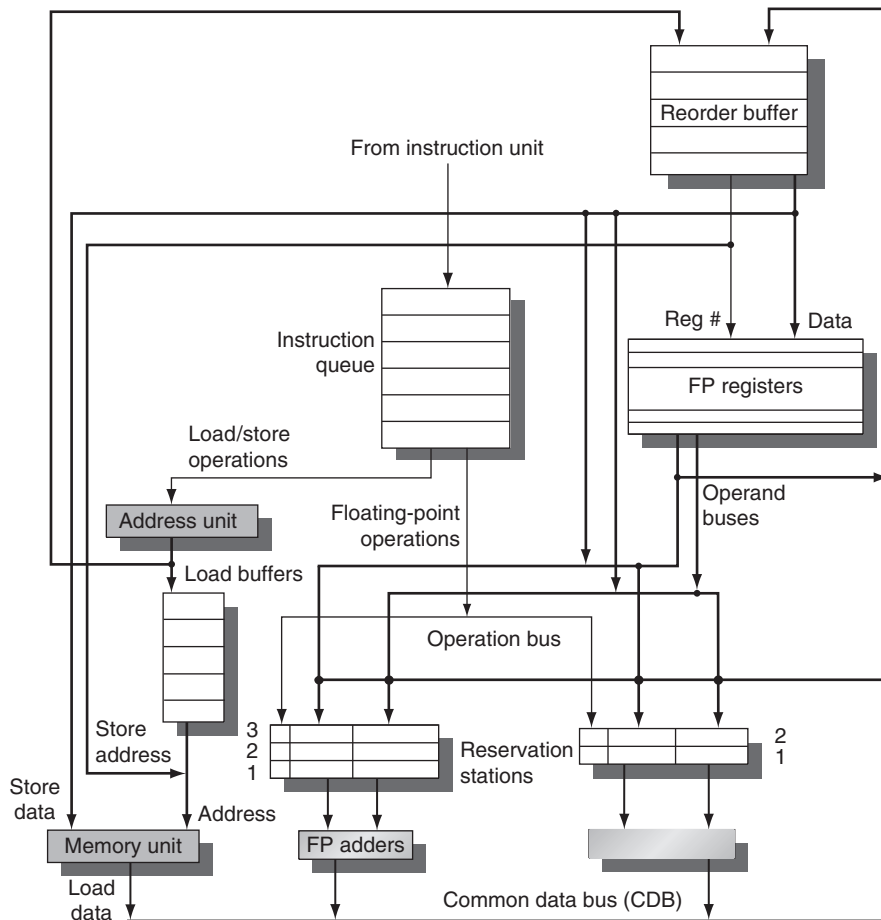 Reorder buffer
From instruction unit
Reg #
Data
Instruction
queue
FP registers
Load/store
operations
Operand
buses
Address unit
Floating-point
operations
Load buffers
Operation bus
Store
address
3
2
1
Reservation
stations
2
1
Store
data
Address
Memory unit
FP adders
Load
data
Common data bus (CDB)